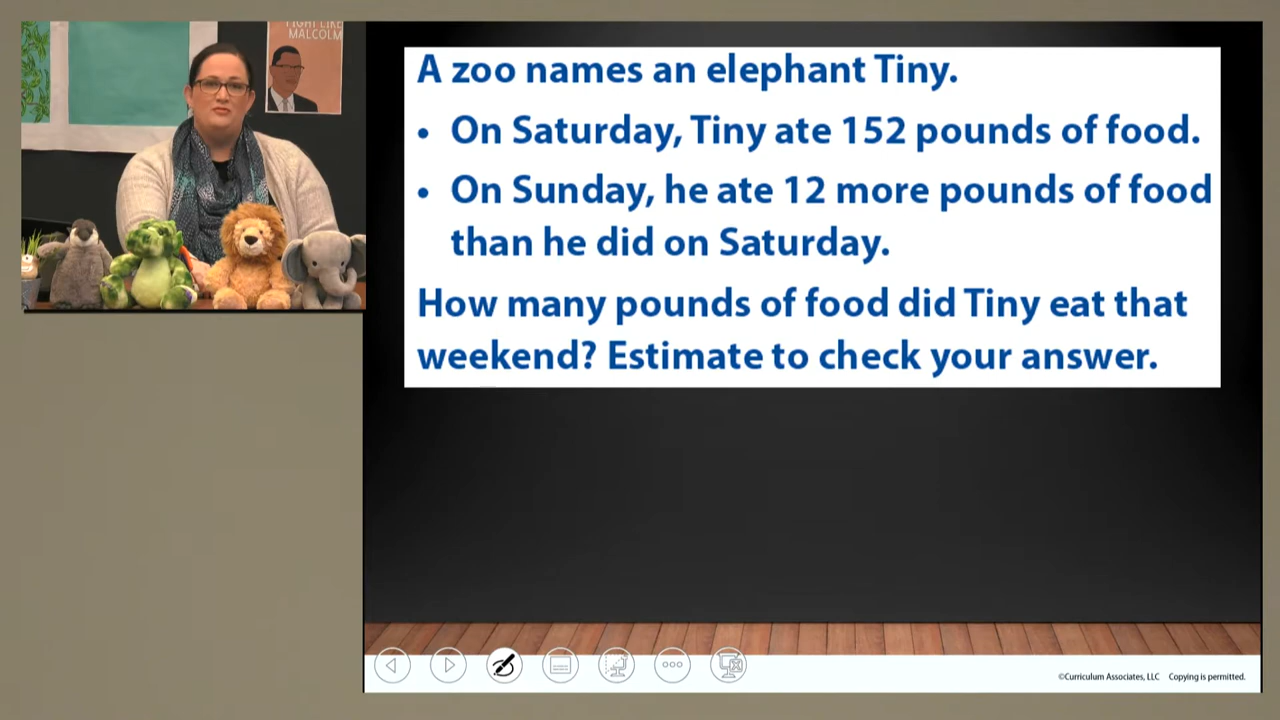 FIGHT LIKE
MALCOLM
A zoo names an elephant Tiny.
• On Saturday, Tiny ate 152 pounds of food.
• On Sunday, he ate 12 more pounds of food
than he did on Saturday.
How many pounds of food did Tiny eat that
weekend? Estimate to check your answer.
©Curriculum Associates, LLC Copying is permitted.